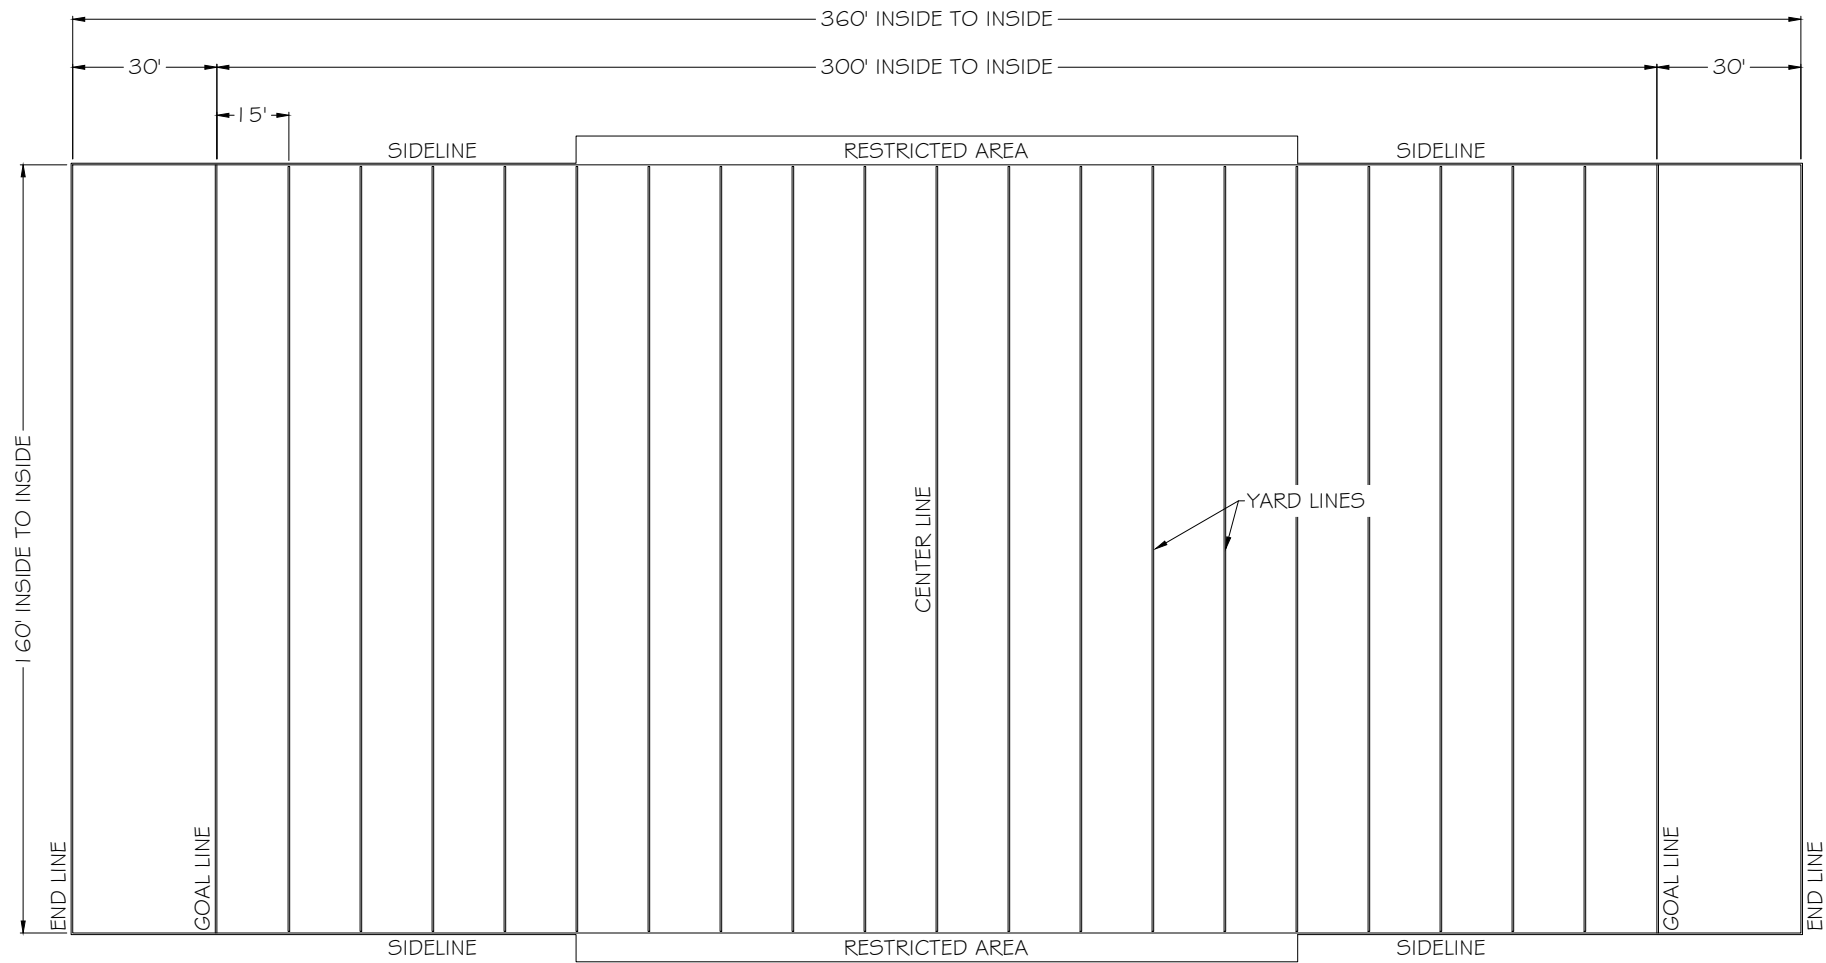 360' INSIDE TO INSIDE
30'
300' INSIDE TO INSIDE
30'
15'
SIDELINE
RESTRICTED AREA
SIDELINE
160' INSIDE TO INSIDE
CENTER LINE
YARD LINES
END LINE
GOAL LINE
GOAL LINE
END LINE
SIDELINE
RESTRICTED AREA
SIDELINE